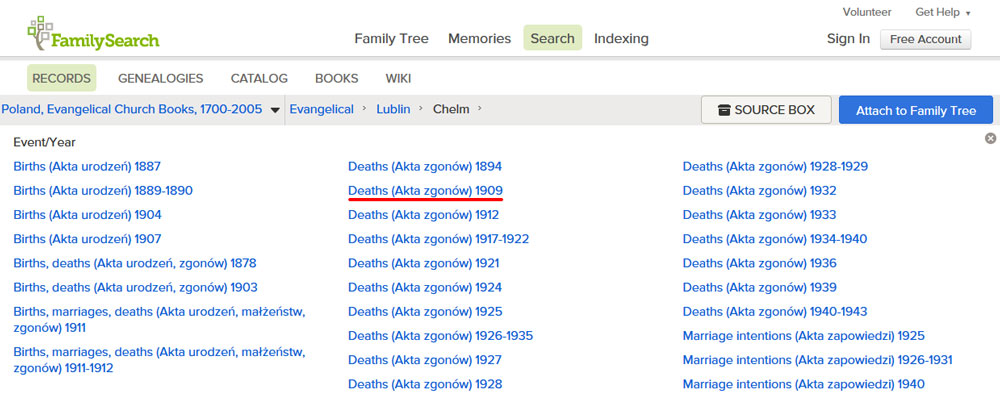 Volunteer Get Help
FamilySearch
Family Tree Memories Search Indexing
Sign In Free Account
RECORDS GENEALOGIES CATALOG BOOKS WIKI
Poland, Evangelical Church Books, 1700-2005 Evangelical › Lublin › Chelm ›
SOURCE BOX Attach to Family Tree
Event/Year
Births (Akta urodzeń) 1887
Births (Akta urodzeń) 1889-1890
Births (Akta urodzeń) 1904
Births (Akta urodzeń) 1907
Births, deaths (Akta urodzeń, zgonów) 1878
Births, deaths (Akta urodzeń, zgonów) 1903
Births, marriages, deaths (Akta urodzeń, małżeństw,
zgonów) 1911
Births, marriages, deaths (Akta urodzeń, małżeństw,
zgonów) 1911-1912
Deaths (Akta zgonów) 1894
Deaths (Akta zgonów) 1909
Deaths (Akta zgonów) 1912
Deaths (Akta zgonów) 1917-1922
Deaths (Akta zgonów) 1921
Deaths (Akta zgonów) 1924
Deaths (Akta zgonów) 1925
Deaths (Akta zgonów) 1926-1935
Deaths (Akta zgonów) 1927
Deaths (Akta zgonów) 1928
Deaths (Akta zgonów) 1928-1929
Deaths (Akta zgonów) 1932
Deaths (Akta zgonów) 1933
Deaths (Akta zgonów) 1934-1940
Deaths (Akta zgonów) 1936
Deaths (Akta zgonów) 1939
Deaths (Akta zgonów) 1940-1943
Marriage intentions (Akta zapowiedzi) 1925
Marriage intentions (Akta zapowiedzi) 1926-1931
Marriage intentions (Akta zapowiedzi) 1940